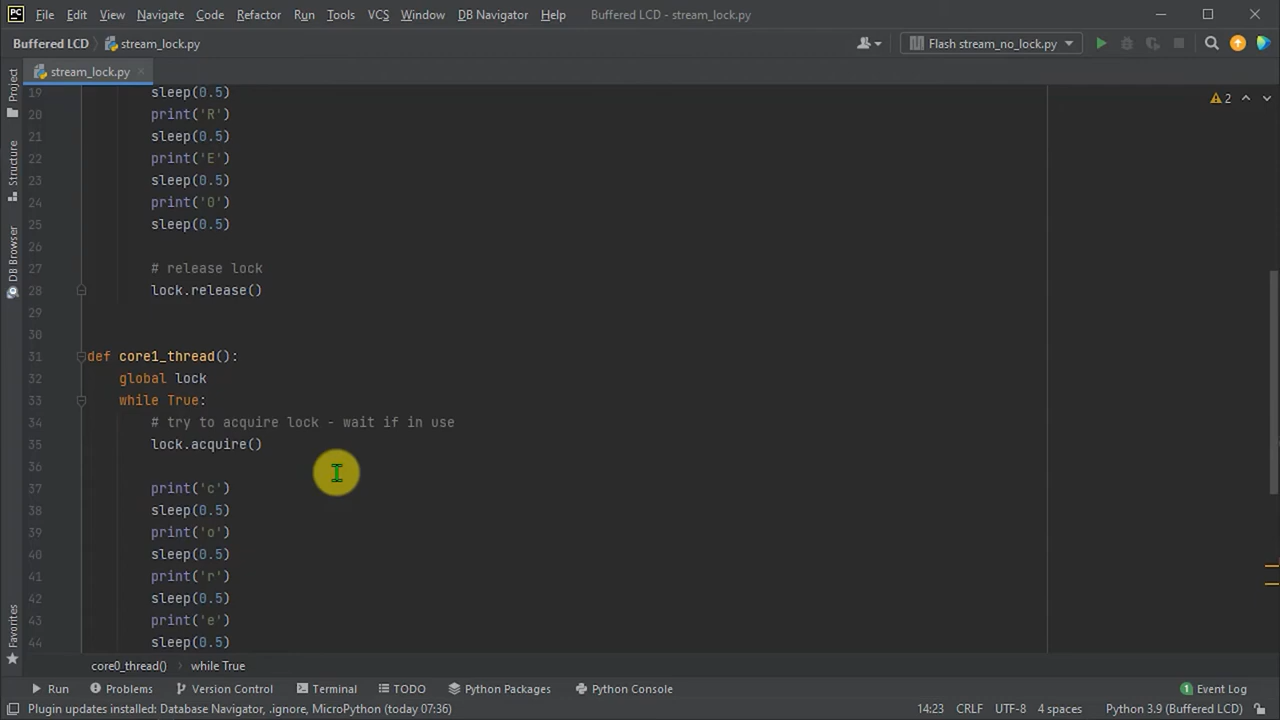 PC File Edit View Navigate Code Refactor Run Tools VCS Window DB Navigator Help Buffered LCD - stream_lock.py
Buffered LCD stream_lock.py Flash stream_no_lock.py
Project
Structure
DB Browser
Favorites
stream_lock.py
2
19 sleep(0.5)
20 print('R')
21 sleep(0.5)
22 print('E')
23 sleep(0.5)
24 print('0')
25 sleep(0.5)
26
27 # release lock
28 lock.release()
29
30
31 def core1_thread():
32 global lock
33 while True:
34 # try to acquire lock - wait if in use
35 lock.acquire()
36
37 print('c')
38 sleep(0.5)
39 print('o')
40 sleep(0.5)
41 print('r')
42 sleep(0.5)
43 print('e')
44 sleep(0.5)
core0_thread() while True
Run Problems Version Control Terminal TODO Python Packages Python Console 1 Event Log
Plugin updates installed: Database Navigator, .ignore, MicroPython (today 07:36) 14:23 CRLF UTF-8 4 spaces Python 3.9 (Buffered LCD)